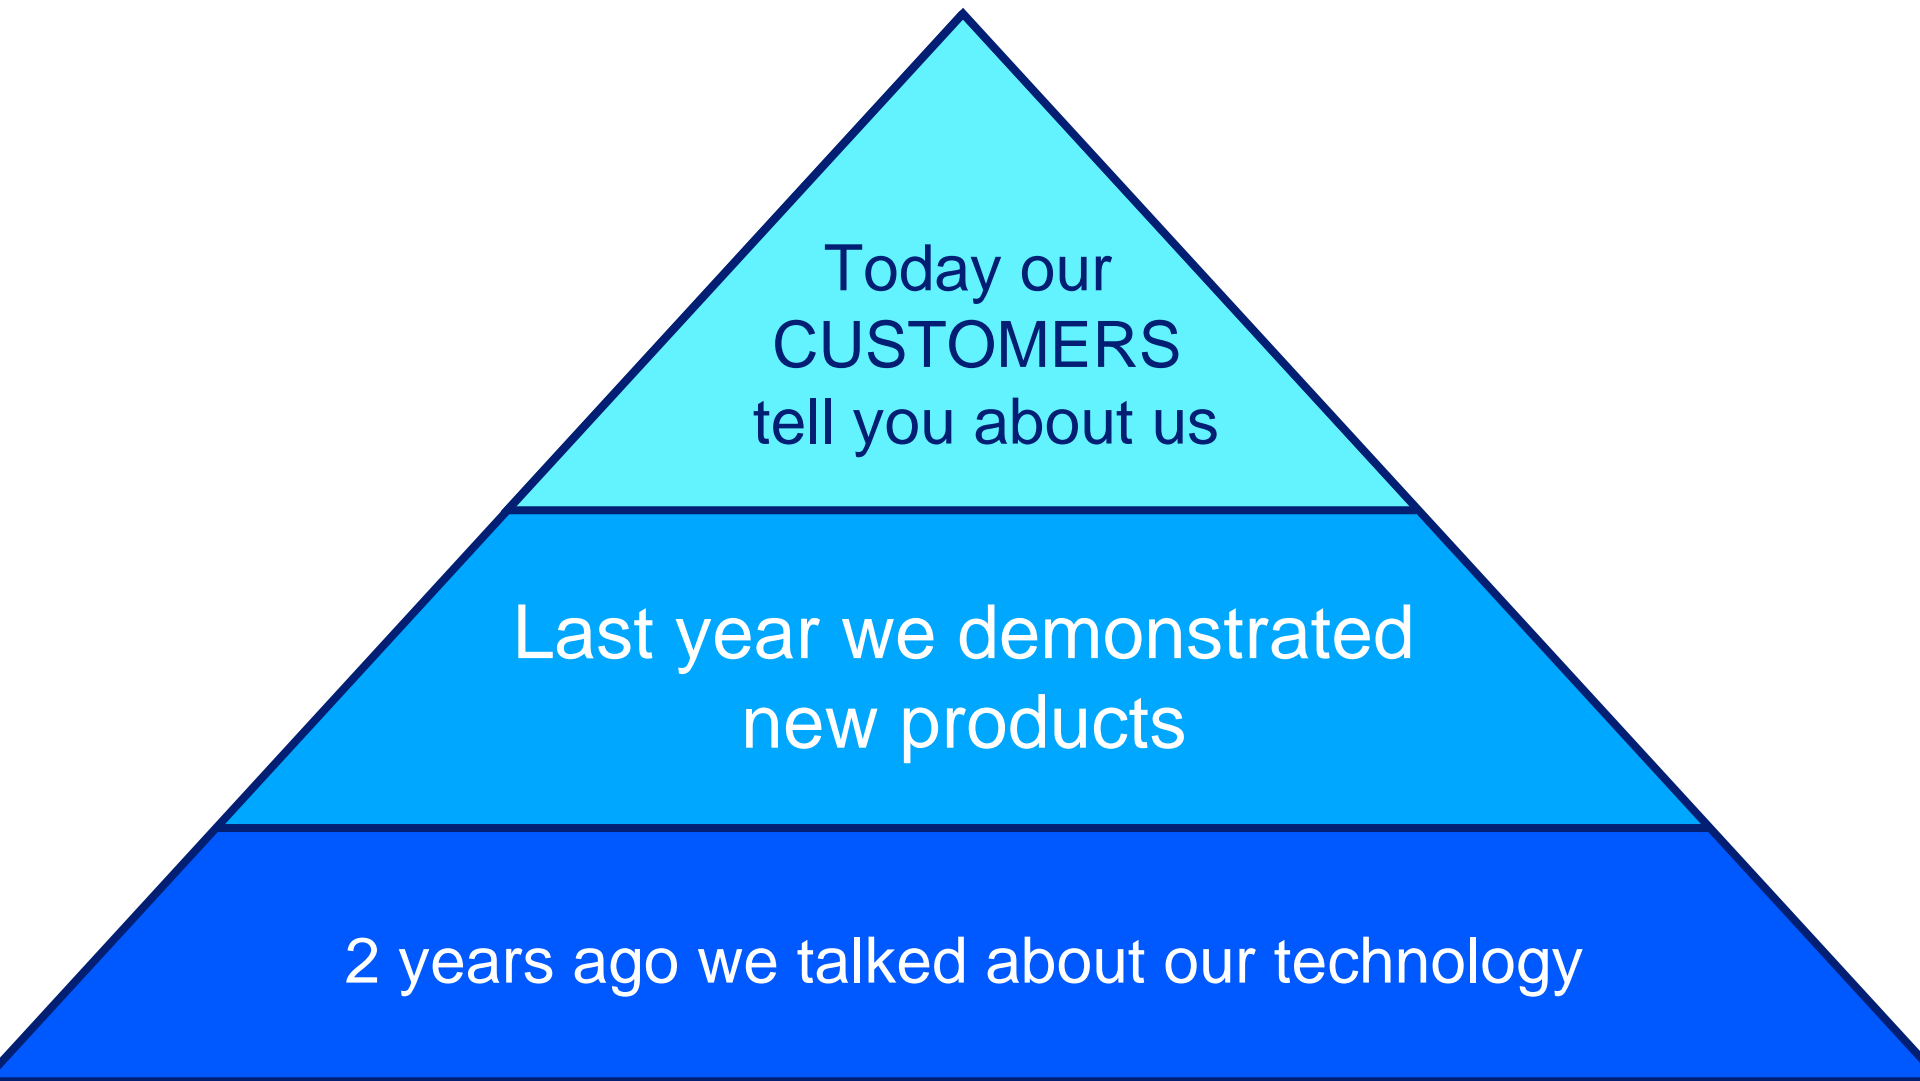 Today our
CUSTOMERS
tell you about us
Last year we demonstrated
new products
2 years ago we talked about our technology